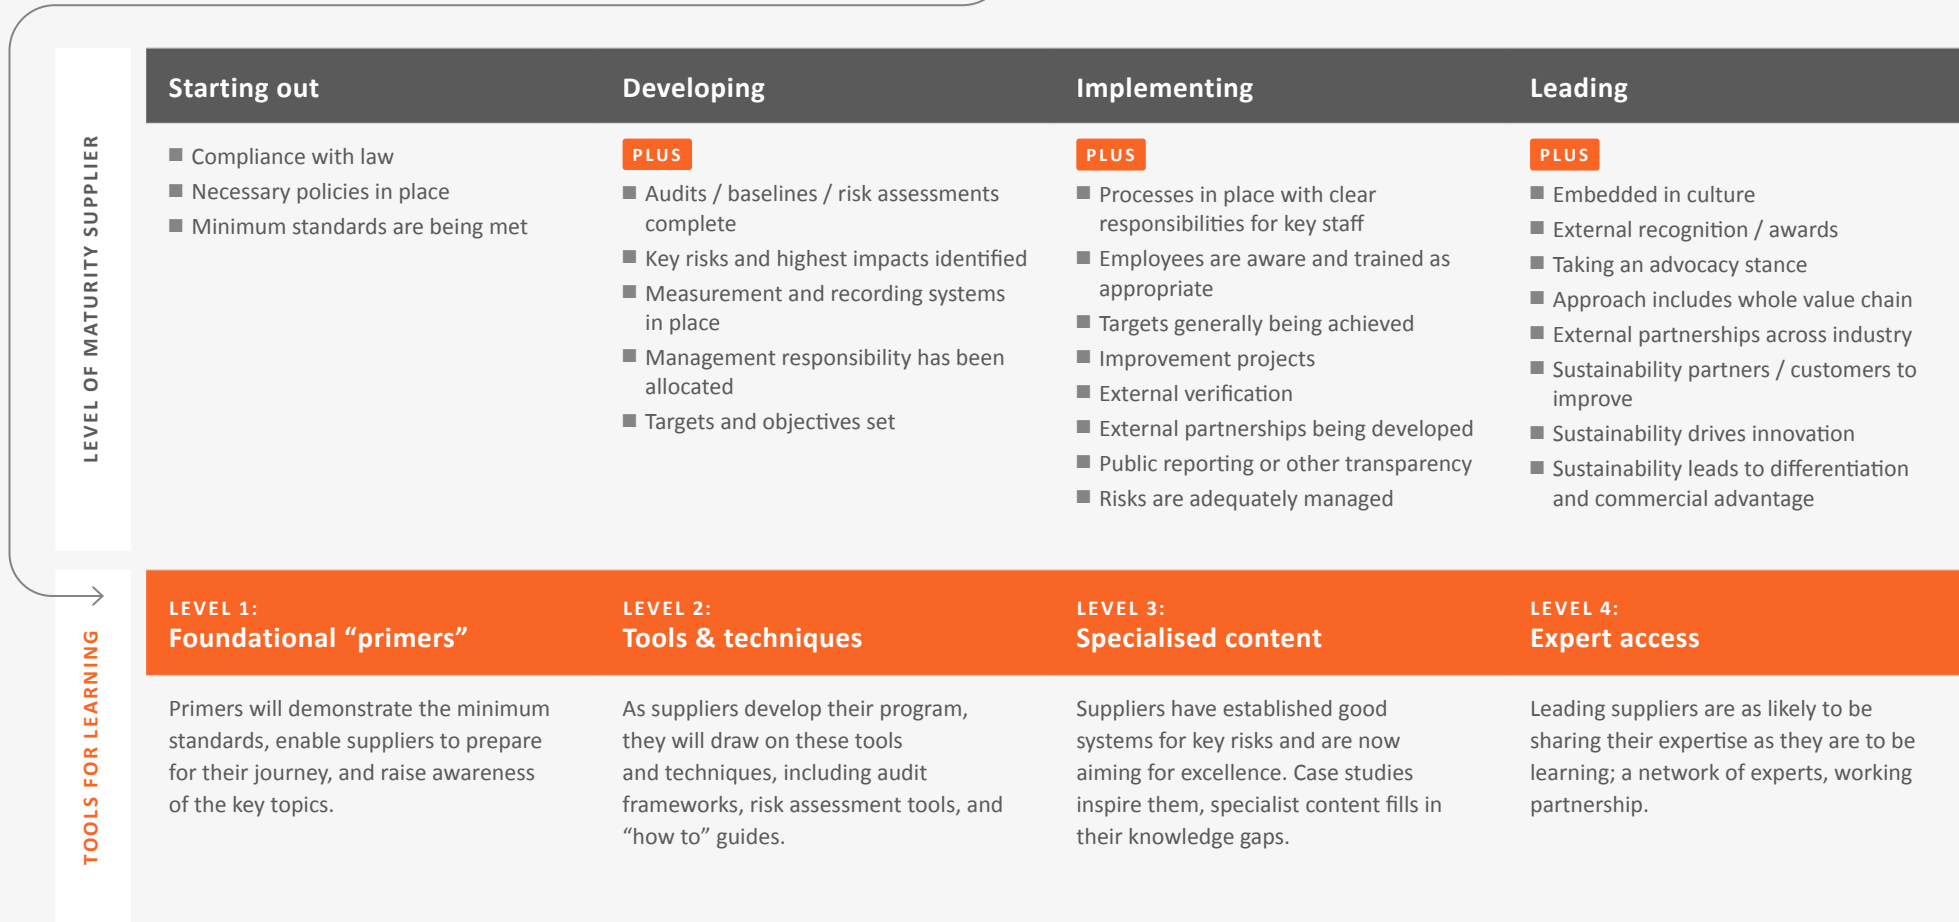 LEVEL OF MATURITY SUPPLIER
Starting out
■ Compliance with law
■ Necessary policies in place
■ Minimum standards are being met
Developing
PLUS
■ Audits / baselines / risk assessments
complete
■ Key risks and highest impacts identified
■ Measurement and recording systems
in place
■ Management responsibility has been
allocated
■ Targets and objectives set
Implementing
PLUS
■ Processes in place with clear
responsibilities for key staff
■ Employees are aware and trained as
appropriate
■ Targets generally being achieved
■ Improvement projects
■ External verification
■ External partnerships being developed
■ Public reporting or other transparency
■ Risks are adequately managed
Leading
PLUS
■ Embedded in culture
■ External recognition / awards
■ Taking an advocacy stance
■ Approach includes whole value chain
■ External partnerships across industry
■ Sustainability partners / customers to
improve
■ Sustainability drives innovation
■ Sustainability leads to differentiation
and commercial advantage
TOOLS FOR LEARNING
LEVEL 1:
Foundational “primers”
Primers will demonstrate the minimum
standards, enable suppliers to prepare
for their journey, and raise awareness
of the key topics.
LEVEL 2:
Tools & techniques
As suppliers develop their program,
they will draw on these tools
and techniques, including audit
frameworks, risk assessment tools, and
“how to” guides.
LEVEL 3:
Specialised content
Suppliers have established good
systems for key risks and are now
aiming for excellence. Case studies
inspire them, specialist content fills in
their knowledge gaps.
LEVEL 4:
Expert access
Leading suppliers are as likely to be
sharing their expertise as they are to be
learning; a network of experts, working
partnership.